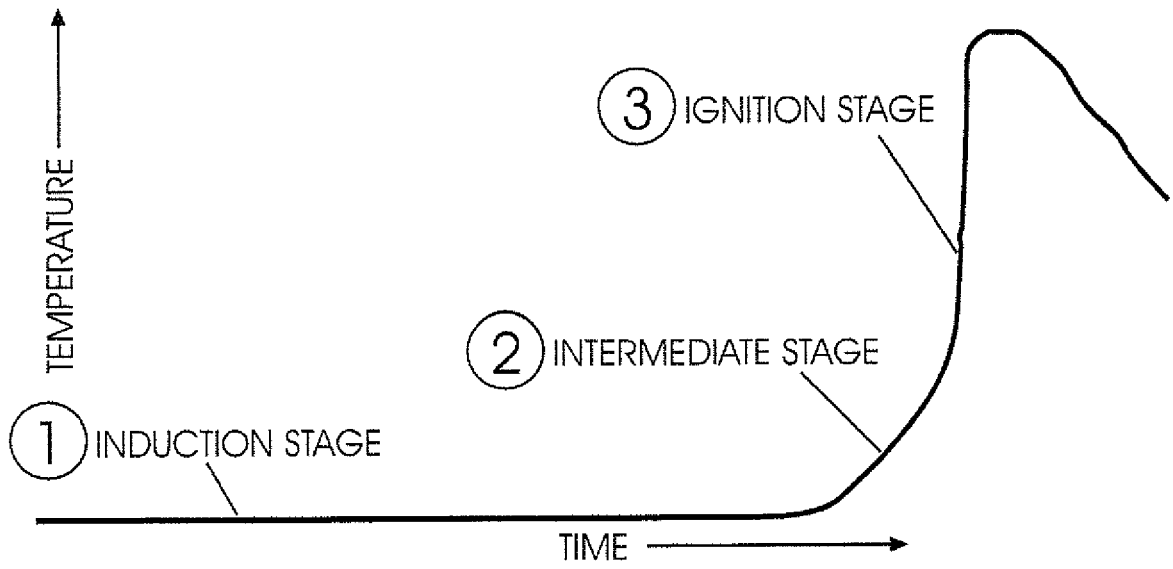 TEMPERATURE
3 IGNITION STAGE
2 INTERMEDIATE STAGE
1 INDUCTION STAGE
TIME